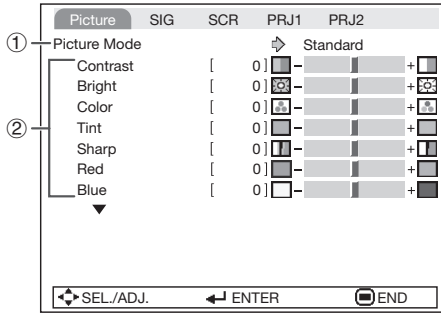 Picture SIG SCR PRJ1 PRJ2
① Picture Mode Standard
Contrast [ 0 ] – +
Bright [ 0 ] – +
② Color [ 0 ] – +
Tint [ 0 ] – +
Sharp [ 0 ] – +
Red [ 0 ] – +
Blue [ 0 ] – +
SEL./ADJ. ENTER END